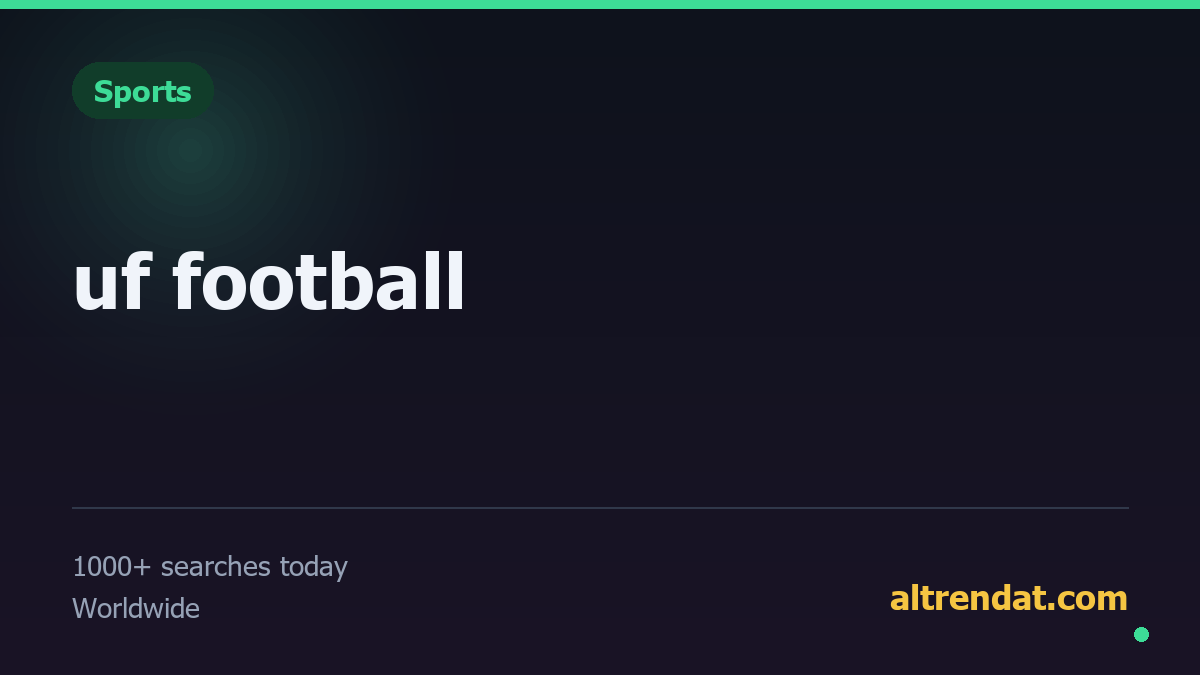 Sports
uf football
1000+ searches today
Worldwide
altrendat.com